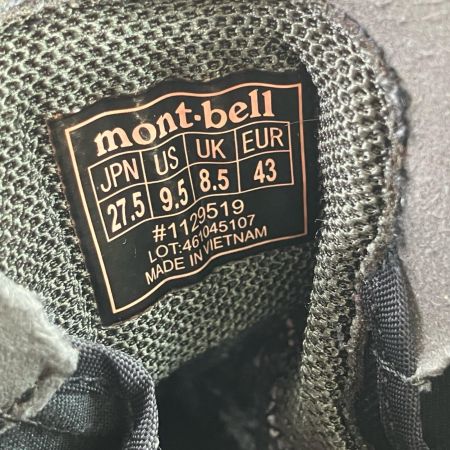 mont-bell
JPN US UK EUR
27.5 9.5 8.5 43
#1129519
LOT:461045107
MADE IN VIETNAM